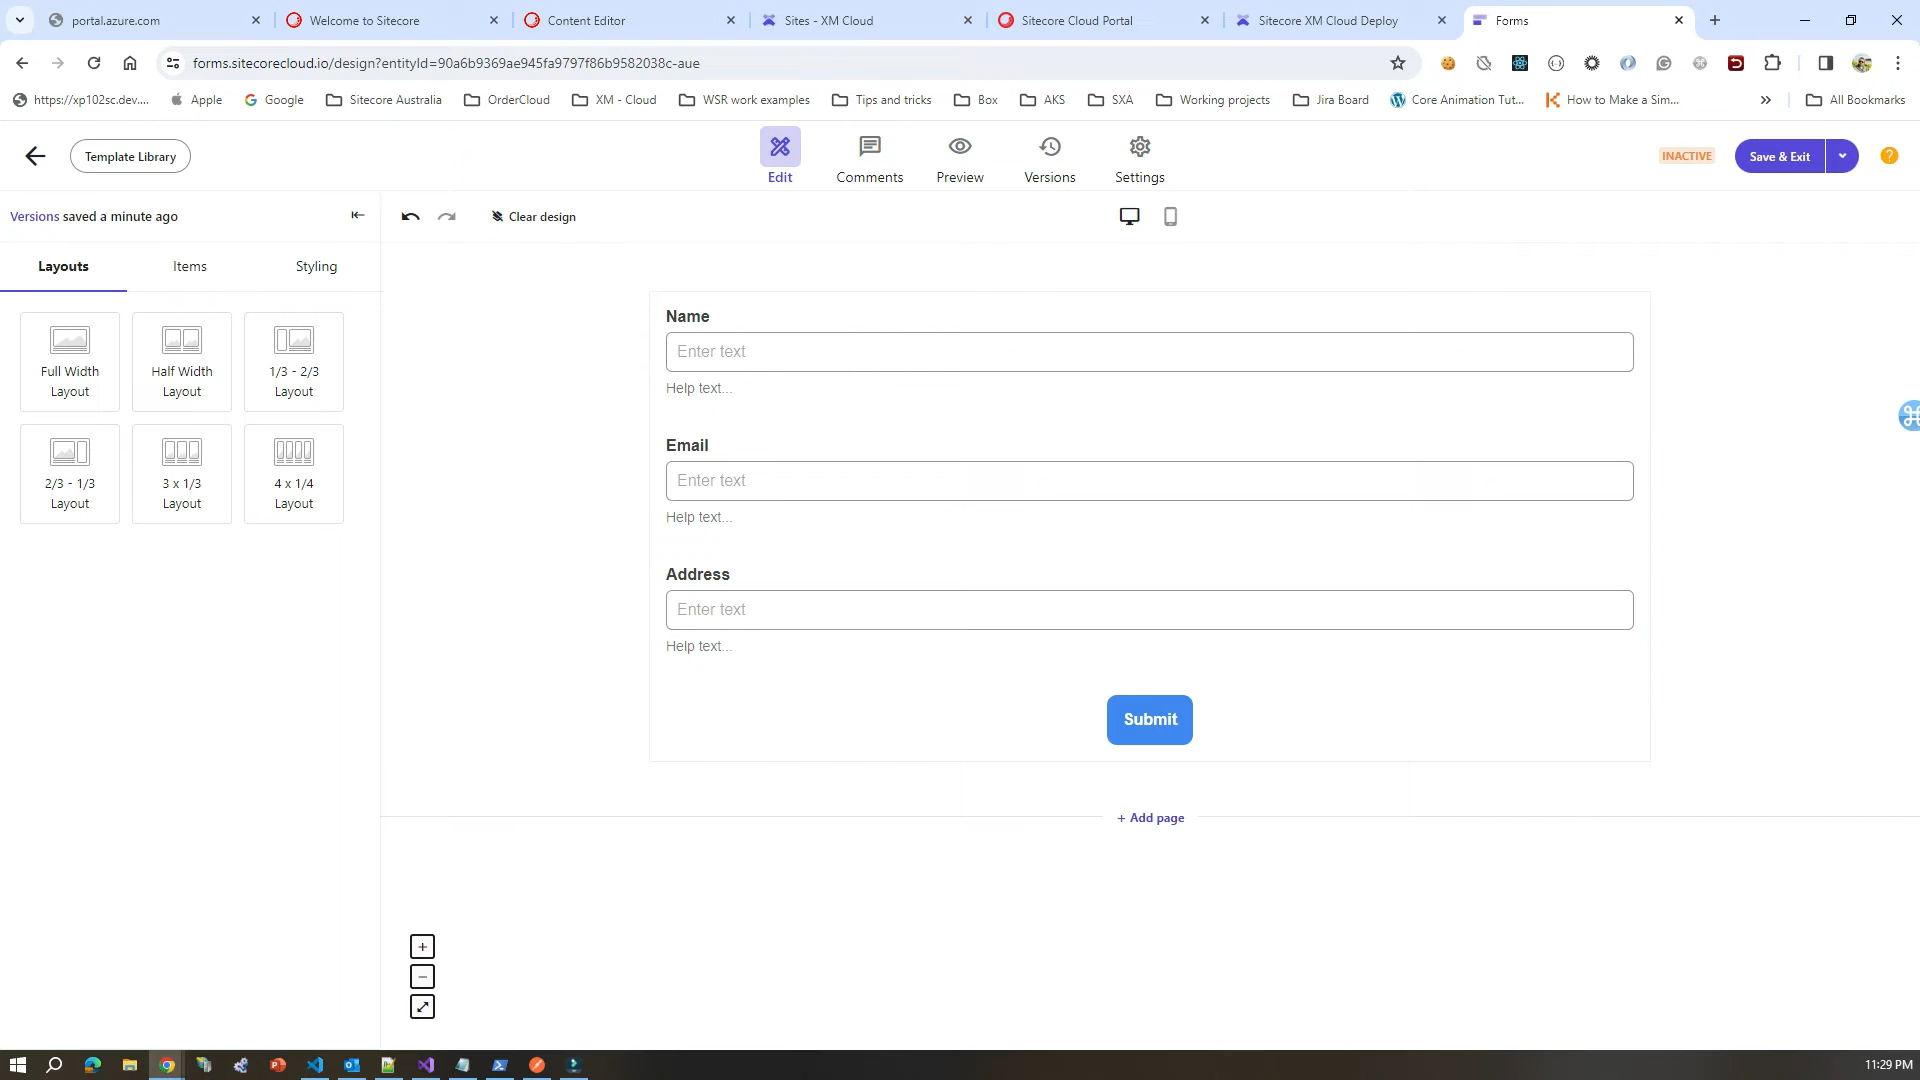 portal.azure.com
Welcome to Sitecore
Content Editor
Sites - XM Cloud
Sitecore Cloud Portal
Sitecore XM Cloud Deploy
Forms
forms.sitecorecloud.io/design?entityId=90a6b9369ae945fa9797f86b9582038c-aue
https://xp102sc.dev....
Apple
Google
Sitecore Australia
OrderCloud
XM - Cloud
WSR work examples
Tips and tricks
Box
AKS
SXA
Working projects
Jira Board
Core Animation Tut...
How to Make a Sim...
All Bookmarks
Template Library
Edit
Comments
Preview
Versions
Settings
INACTIVE
Save & Exit
Versions saved a minute ago
Clear design
Layouts
Items
Styling
Full Width
Layout
Half Width
Layout
1/3 - 2/3
Layout
2/3 - 1/3
Layout
3 x 1/3
Layout
4 x 1/4
Layout
Name
Enter text
Help text...
Email
Enter text
Help text...
Address
Enter text
Help text...
Submit
+ Add page
11:29 PM